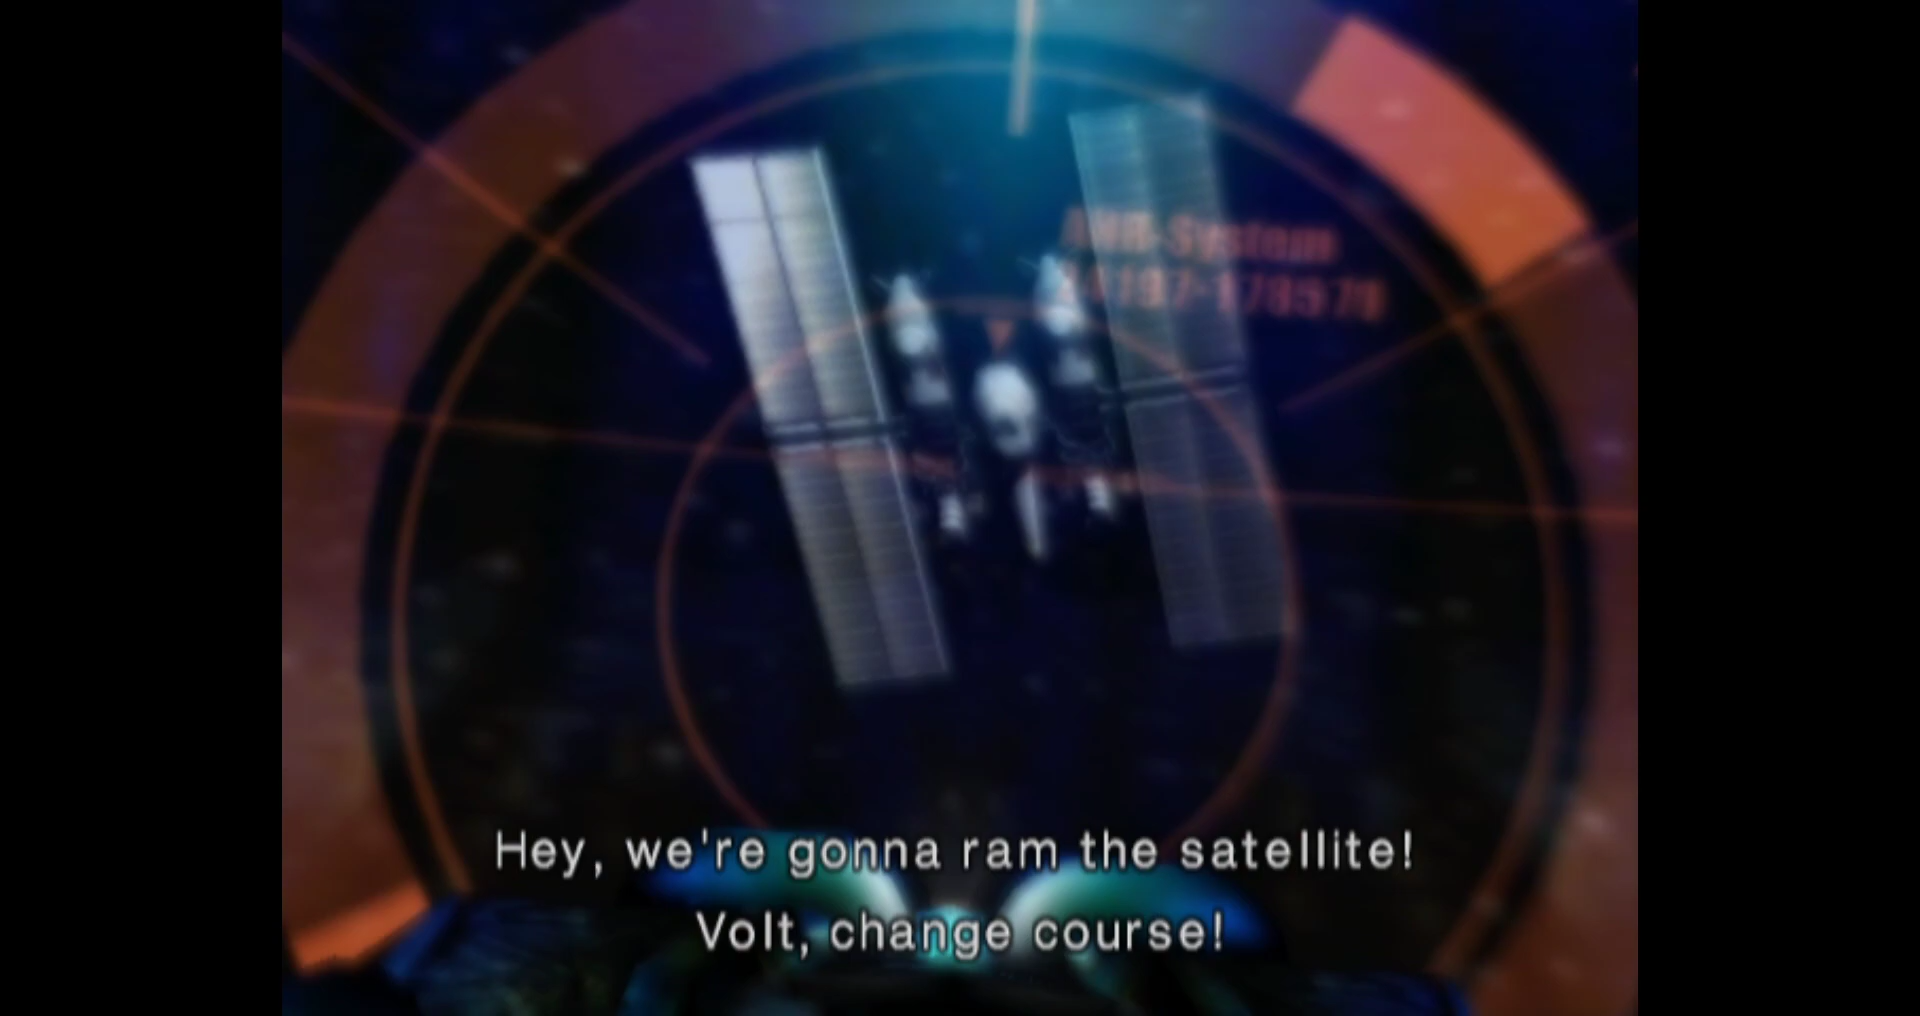 Hey, we're gonna ram the satellite!
Volt, change course!